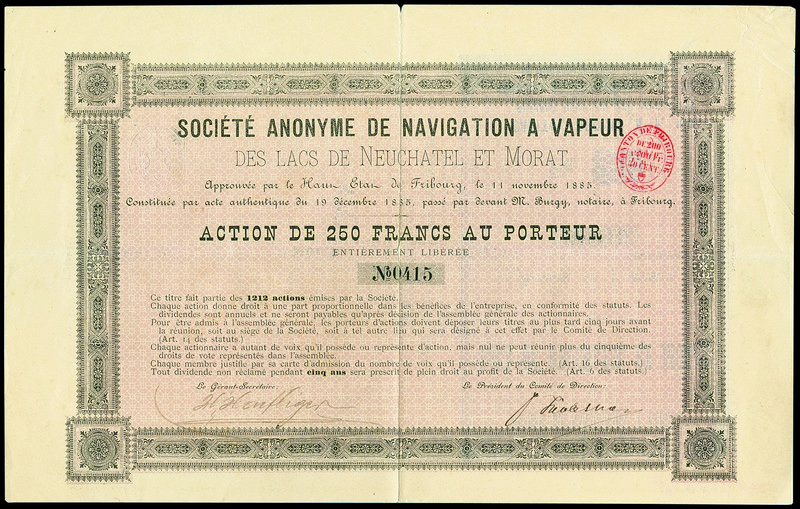 SOCIÉTÉ ANONYME DE NAVIGATION A VAPEUR
DES LACS DE NEUCHATEL ET MORAT
Approuvée par le Haut Etat de Fribourg, le 11 novembre 1885.
Constituée par acte authentique du 19 décembre 1885, passé par devant M. Burgy, notaire, à Fribourg.
CANTON DE FRIBOURG
DE 200
ACTION DE 250 FRANCS AU PORTEUR
ENTIÈREMENT LIBÉRÉE
No 0415
Ce titre fait partie des 1212 actions émises par la Société.
Chaque action donne droit à une part proportionnelle dans les bénéfices de l'entreprise, en conformité des statuts. Les
dividendes sont annuels et ne seront payables qu'après décision de l'assemblée générale des actionnaires.
Pour être admis à l'assemblée générale, les porteurs d'actions doivent déposer leurs titres au plus tard cinq jours avant
la réunion, soit au siège de la Société, soit à tel autre lieu qui sera désigné à cet effet par le Comité de Direction.
(Art. 14 des statuts.)
Chaque actionnaire a autant de voix qu'il possède ou représente d'action, mais nul ne peut réunir plus du cinquième des
droits de vote représentés dans l'assemblée.
Chaque membre justifie par sa carte d'admission du nombre de voix qu'il possède ou représente. (Art. 16 des statuts.)
Tout dividende non réclamé pendant cinq ans sera prescrit de plein droit au profit de la Société. (Art. 6 des statuts.)
Le Gérant-Secrétaire: Le Président du Comité de Direction: